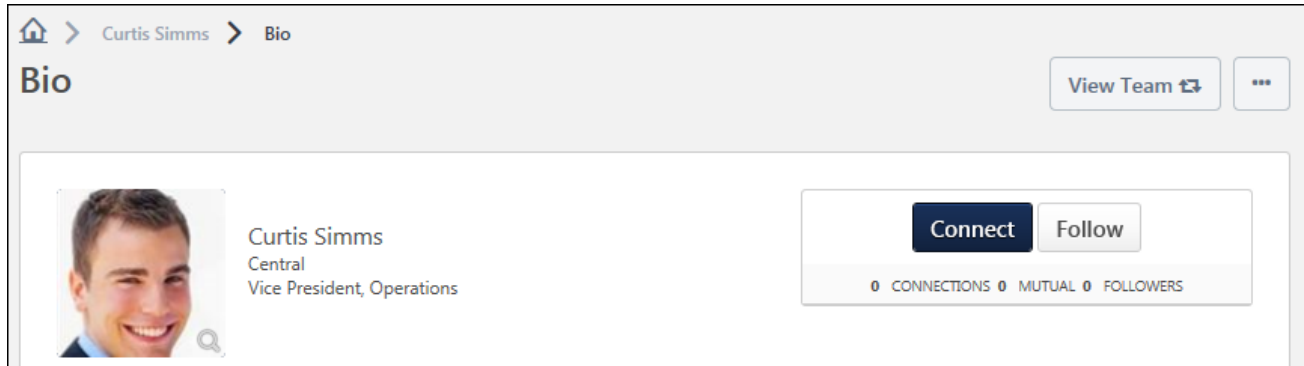 Curtis Simms Bio
Bio
View Team
Curtis Simms
Central
Vice President, Operations
Connect Follow
0 CONNECTIONS 0 MUTUAL 0 FOLLOWERS